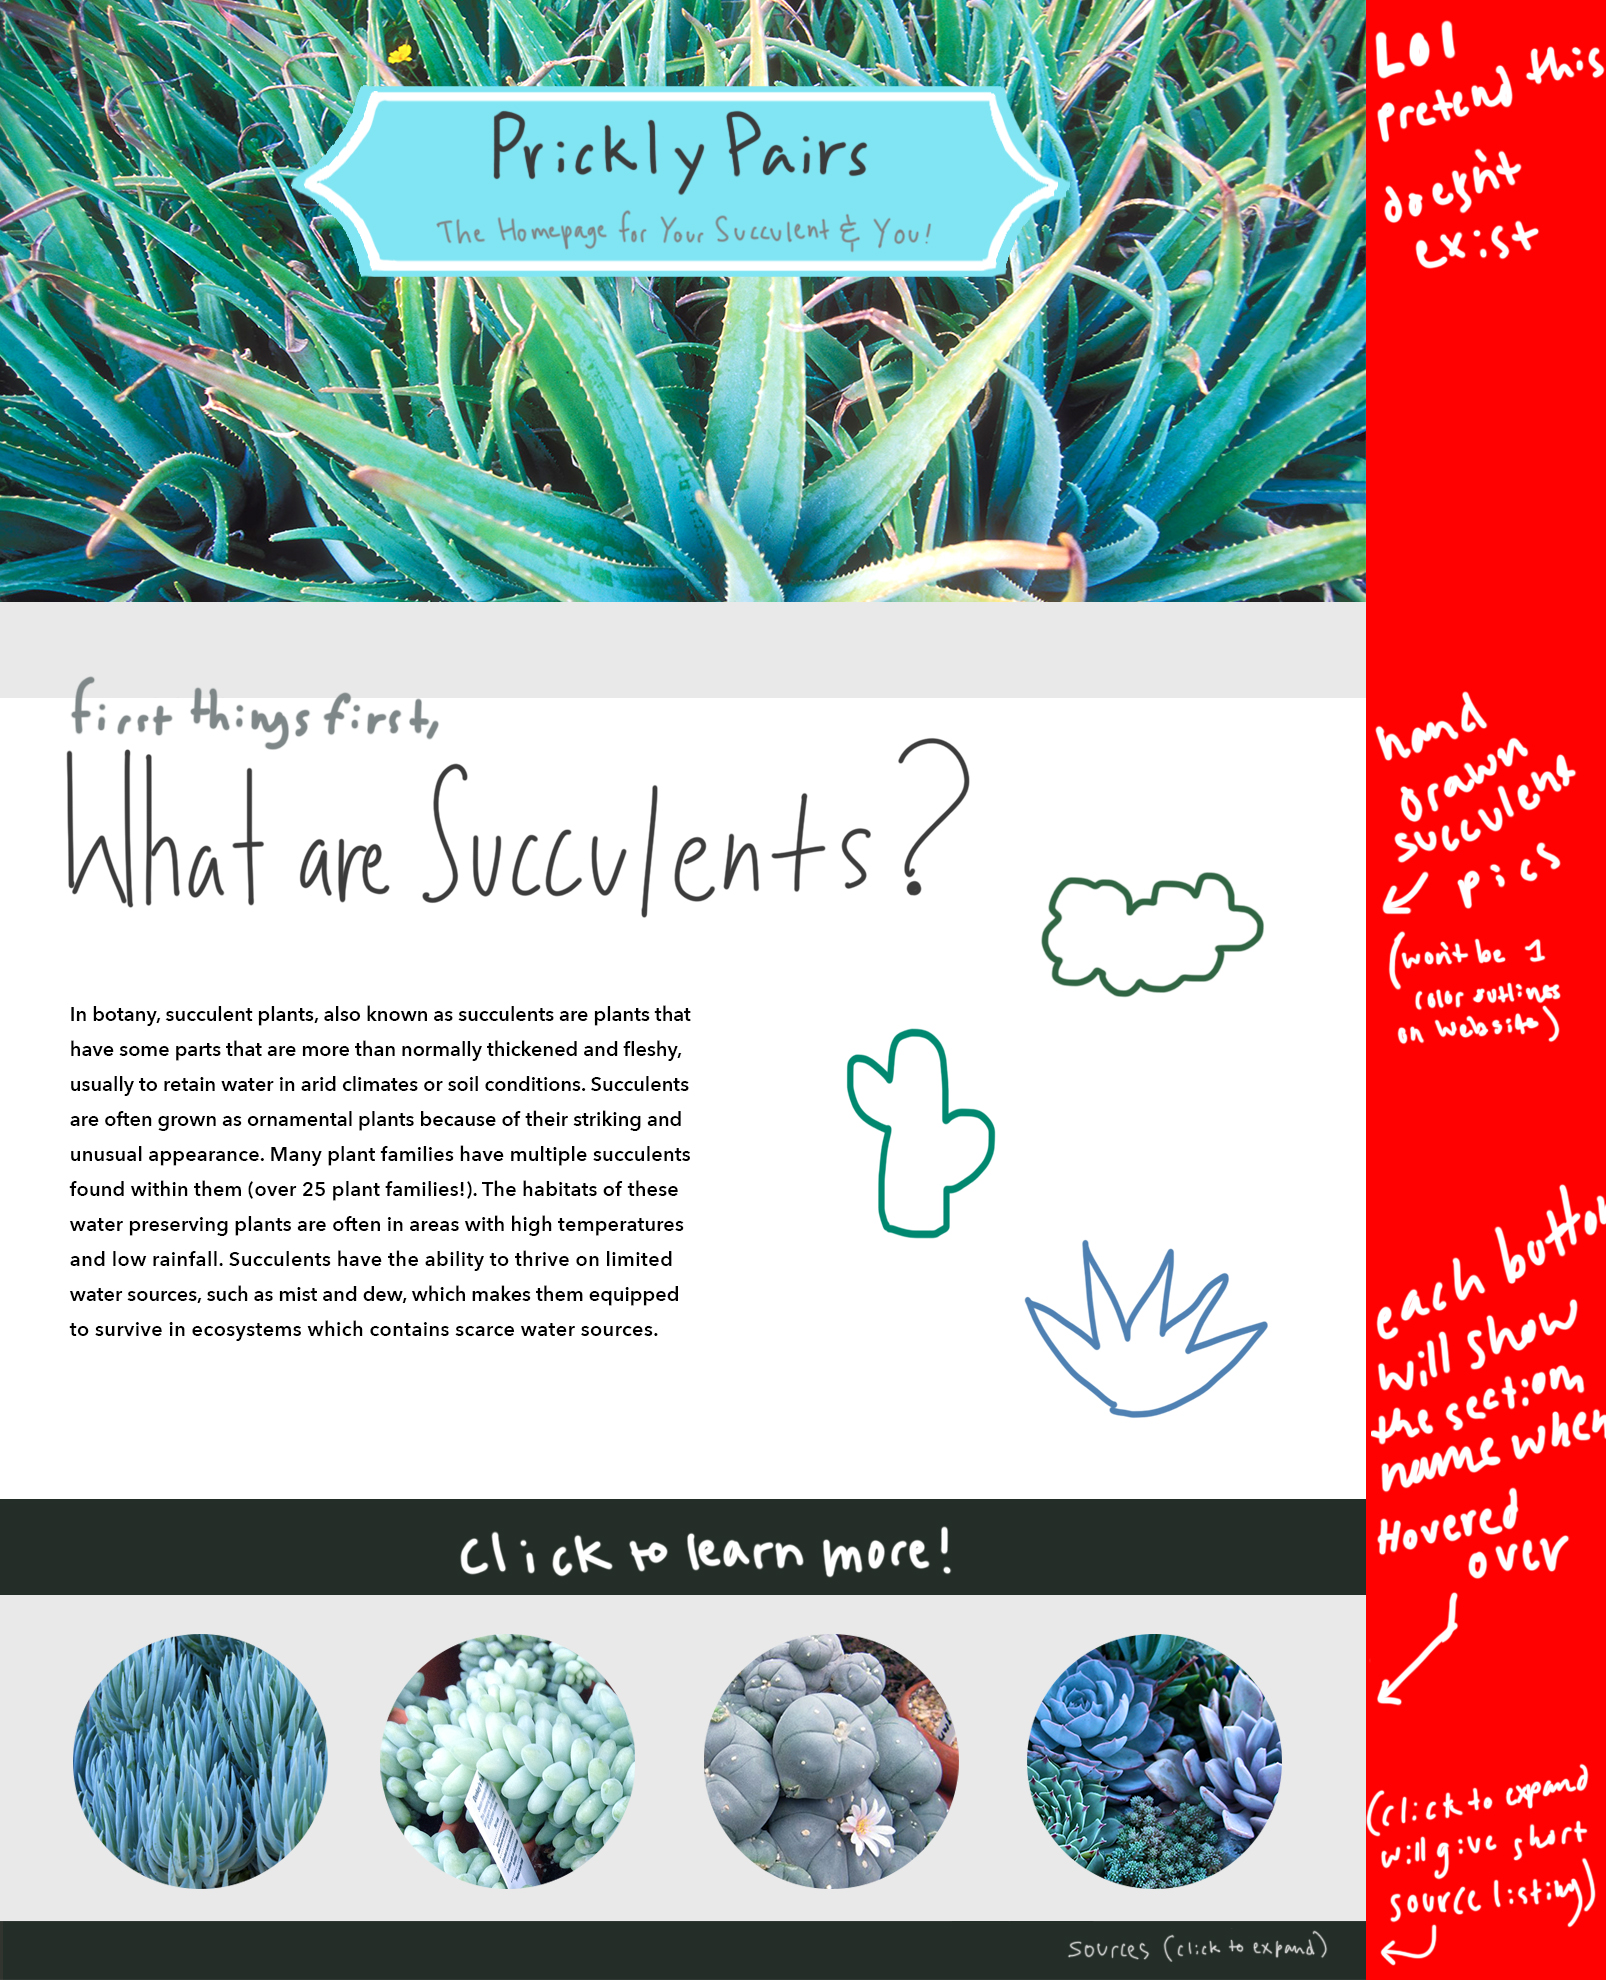 Prickly Pairs
The Homepage for Your Succulent & You!
first things first,
What are Succulents?
In botany, succulent plants, also known as succulents are plants that
have some parts that are more than normally thickened and fleshy,
usually to retain water in arid climates or soil conditions. Succulents
are often grown as ornamental plants because of their striking and
unusual appearance. Many plant families have multiple succulents
found within them (over 25 plant families!). The habitats of these
water preserving plants are often in areas with high temperatures
and low rainfall. Succulents have the ability to thrive on limited
water sources, such as mist and dew, which makes them equipped
to survive in ecosystems which contains scarce water sources.
Click to learn more!
Sources (click to expand)
Lol
pretend this
doesn't
exist
hand
drawn
succulent
pics
(won't be 1
color outlines
on website)
each button
will show
the section
name when
Hovered
over
(click to expand
will give short
source listing)